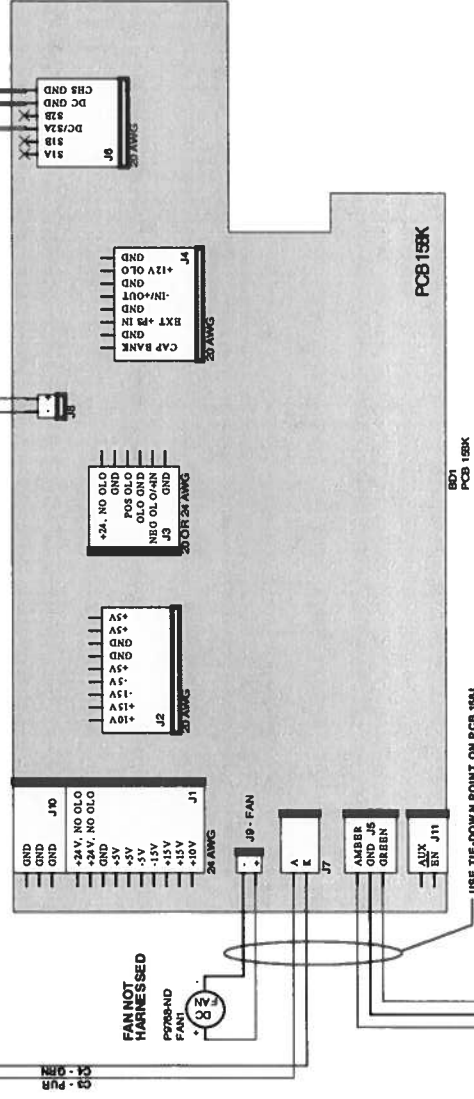 CHS GND
DC GND
S2B
DC/S2A
S1B
S1A
J6
20 AWG
GND
+12V OLO
GND
-IN/+OUT
GND
EXT +PS IN
GND
CAP BANK
J4
20 AWG
PCB 158K
J8
+24, NO OLO
GND
POS OLO
OLO GND
NEG OLO/4IN
GND
J3
20 OR 24 AWG
BD1
PCB 158K
+5V
+5V
GND
GND
+5V
-5V
-15V
+15V
+10V
J2
20 AWG
GND
GND
GND
J10
+24V, NO OLO
+24V, NO OLO
GND
+5V
+5V
-5V
-15V
+15V
+15V
+10V
J1
24 AWG
J9 - FAN
-
+
A
K
J7
AMBER
GND
GREEN
J5
AUX
EN
J11
FAN NOT
HARNESSED
P9768-ND
FAN1
DC
FAN
+
-
C4 - GRN
C3 - PUR
USE TIE-DOWN POINT ON PCB 158J